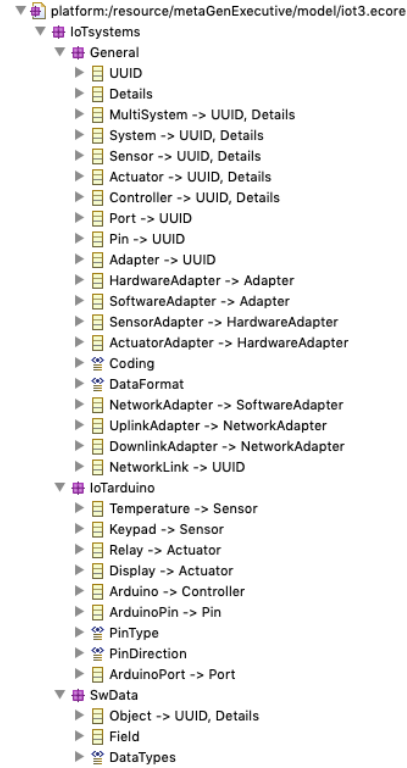 platform:/resource/metaGenExecutive/model/iot3.ecore
IoTsystems
General
UUID
Details
MultiSystem -> UUID, Details
System -> UUID, Details
Sensor -> UUID, Details
Actuator -> UUID, Details
Controller -> UUID, Details
Port -> UUID
Pin -> UUID
Adapter -> UUID
HardwareAdapter -> Adapter
SoftwareAdapter -> Adapter
SensorAdapter -> HardwareAdapter
ActuatorAdapter -> HardwareAdapter
Coding
DataFormat
NetworkAdapter -> SoftwareAdapter
UplinkAdapter -> NetworkAdapter
DownlinkAdapter -> NetworkAdapter
NetworkLink -> UUID
IoTarduino
Temperature -> Sensor
Keypad -> Sensor
Relay -> Actuator
Display -> Actuator
Arduino -> Controller
ArduinoPin -> Pin
PinType
PinDirection
ArduinoPort -> Port
SwData
Object -> UUID, Details
Field
DataTypes